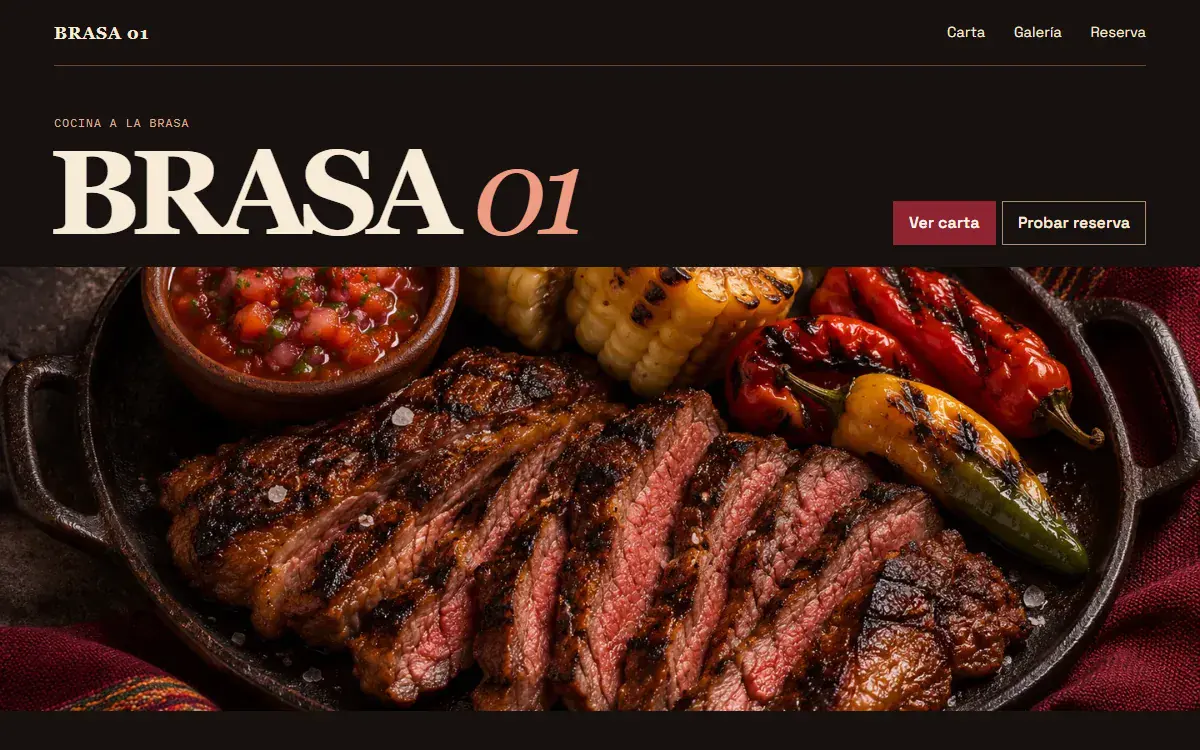 BRASA 01
Carta
Galería
Reserva
COCINA A LA BRASA
BRASA 01
Ver carta
Probar reserva